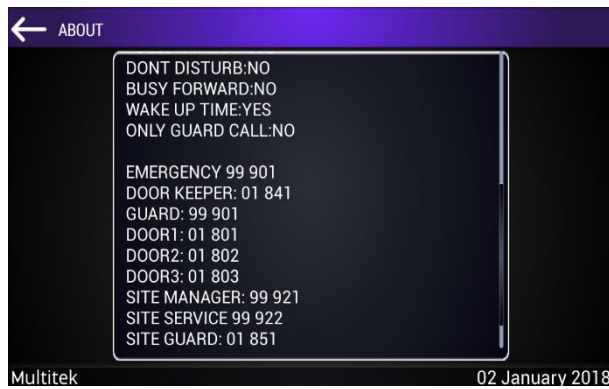 ABOUT
DONT DISTURB:NO
BUSY FORWARD:NO
WAKE UP TIME:YES
ONLY GUARD CALL:NO
EMERGENCY 99 901
DOOR KEEPER: 01 841
GUARD: 99 901
DOOR1: 01 801
DOOR2: 01 802
DOOR3: 01 803
SITE MANAGER: 99 921
SITE SERVICE 99 922
SITE GUARD: 01 851
Multitek
02 January 2018